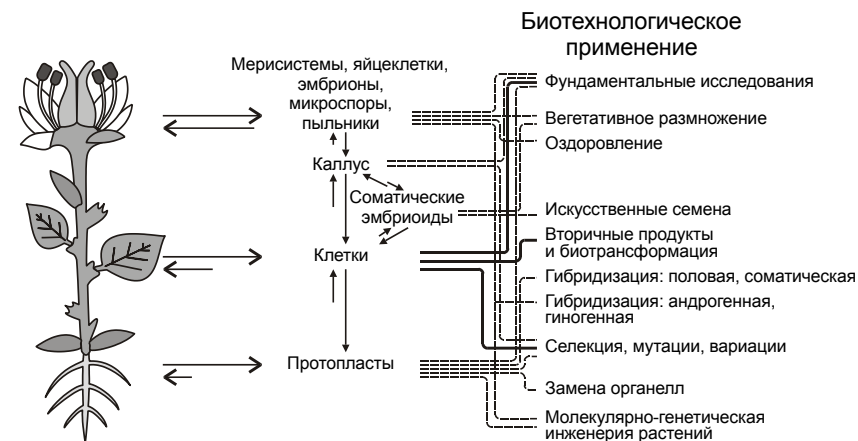 Биотехнологическое
применение
Мерисистемы, яйцеклетки,
эмбрионы,
микроспоры,
пыльники
Каллус
Соматические
эмбриоиды
Клетки
Протопласты
Фундаментальные исследования
Вегетативное размножение
Оздоровление
Искусственные семена
Вторичные продукты
и биотрансформация
Гибридизация: половая, соматическая
Гибридизация: андрогенная,
гиногенная
Селекция, мутации, вариации
Замена органелл
Молекулярно-генетическая
инженерия растений